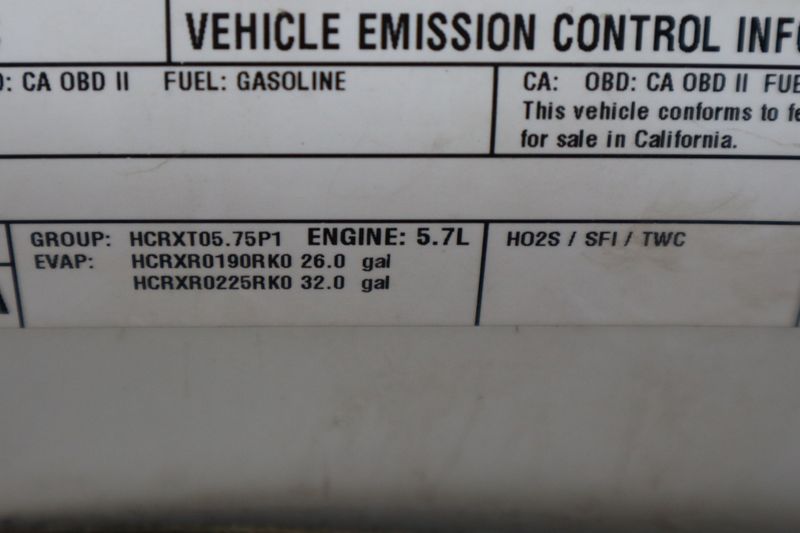 VEHICLE EMISSION CONTROL
CA OBD II FUEL: GASOLINE
CA: OBD: CA OBD II
This vehicle conforms to
for sale in California.
GROUP: HCRXT05.75P1 ENGINE: 5.7L
EVAP: HCRXR0190RK0 26.0 gal
HCRXR0225RK0 32.0 gal
HO2S / SFI / TWC